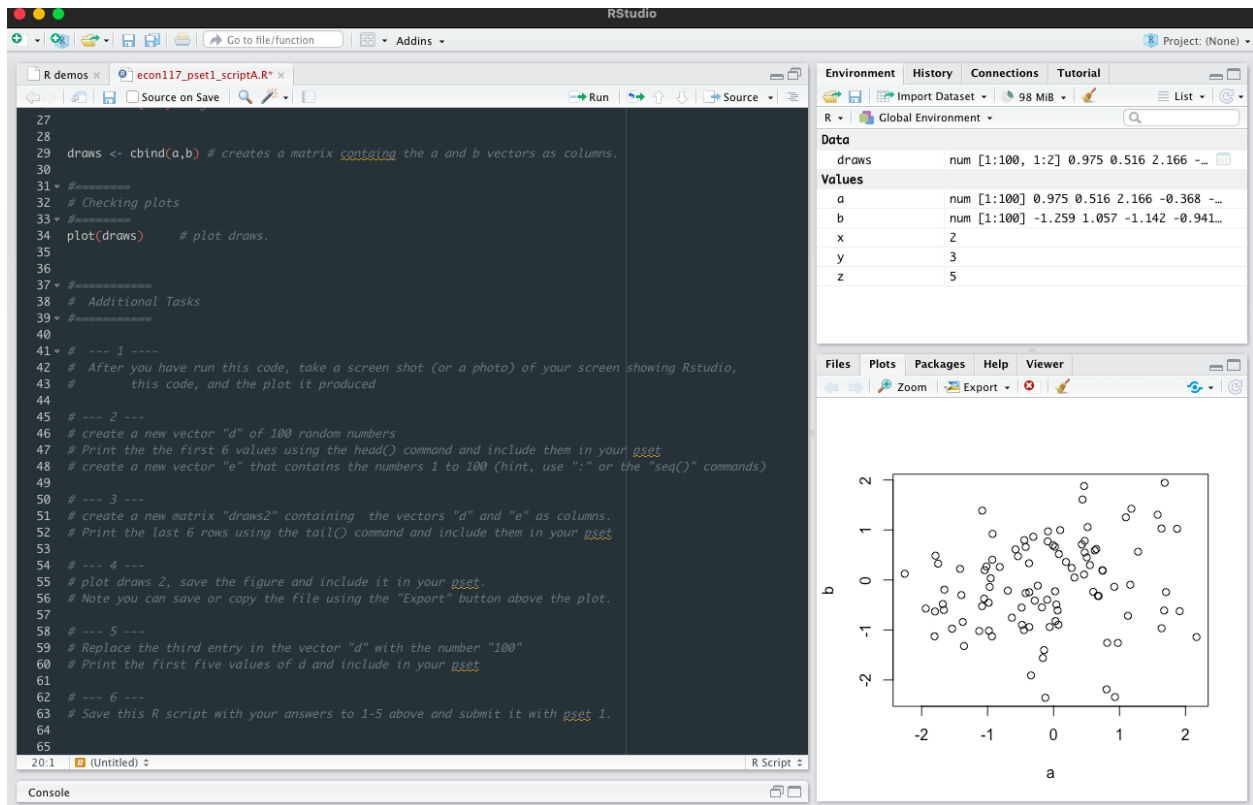 RStudio
Go to file/function
Addins
Project: (None)
R demos
econ117_pset1_scriptA.R*
Source on Save
Run
Source
27
28
29 draws <- cbind(a,b) # creates a matrix containg the a and b vectors as columns.
30
31 #========
32 # Checking plots
33 #========
34 plot(draws) # plot draws.
35
36
37 #===========
38 # Additional Tasks
39 #===========
40
41 # --- 1 ----
42 # After you have run this code, take a screen shot (or a photo) of your screen showing Rstudio,
43 # this code, and the plot it produced
44
45 # --- 2 ---
46 # create a new vector "d" of 100 random numbers
47 # Print the the first 6 values using the head() command and include them in your pset
48 # create a new vector "e" that contains the numbers 1 to 100 (hint, use ":" or the "seq()" commands)
49
50 # --- 3 ---
51 # create a new matrix "draws2" containing the vectors "d" and "e" as columns.
52 # Print the last 6 rows using the tail() command and include them in your pset
53
54 # --- 4 ---
55 # plot draws 2, save the figure and include it in your pset.
56 # Note you can save or copy the file using the "Export" button above the plot.
57
58 # --- 5 ---
59 # Replace the third entry in the vector "d" with the number "100"
60 # Print the first five values of d and include in your pset
61
62 # --- 6 ---
63 # Save this R script with your answers to 1-5 above and submit it with pset 1.
64
65
20:1 (Untitled) R Script
Console
Environment History Connections Tutorial
Import Dataset 98 MiB List
R Global Environment
Data
draws num [1:100, 1:2] 0.975 0.516 2.166 -…
Values
a num [1:100] 0.975 0.516 2.166 -0.368 -…
b num [1:100] -1.259 1.057 -1.142 -0.941…
x 2
y 3
z 5
Files Plots Packages Help Viewer
Zoom Export
2
1
0
-1
-2
b
-2 -1 0 1 2
a